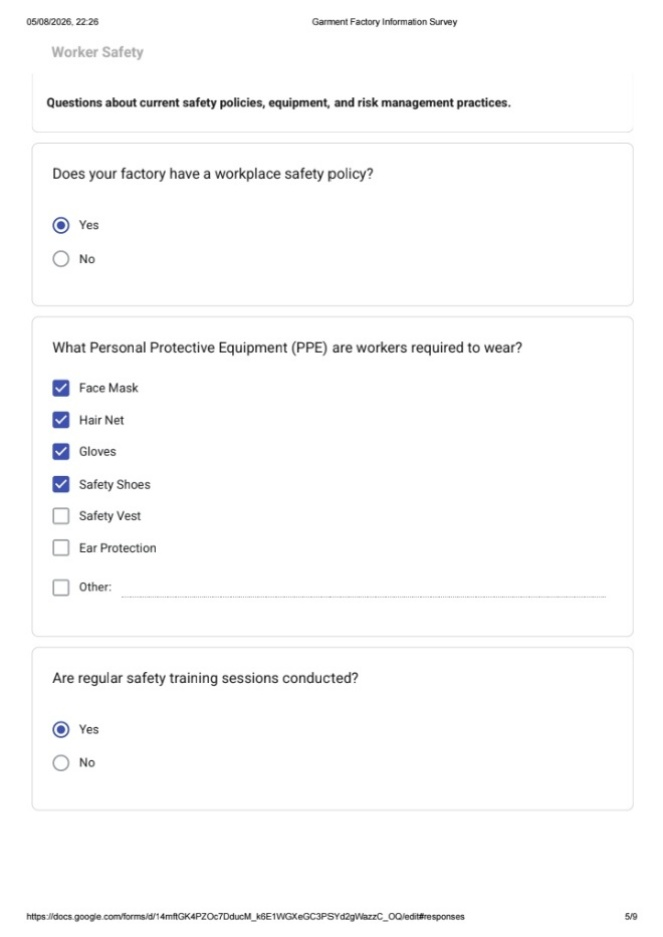 05/08/2026, 22:26
Garment Factory Information Survey
Worker Safety
Questions about current safety policies, equipment, and risk management practices.
Does your factory have a workplace safety policy?
Yes
No
What Personal Protective Equipment (PPE) are workers required to wear?
Face Mask
Hair Net
Gloves
Safety Shoes
Safety Vest
Ear Protection
Other:
Are regular safety training sessions conducted?
Yes
No
https://docs.google.com/forms/d/14mftGK4PZOc7DducM_k6E1WGXeGC3PSYd2gWazzC_OQ/edit#responses
5/9